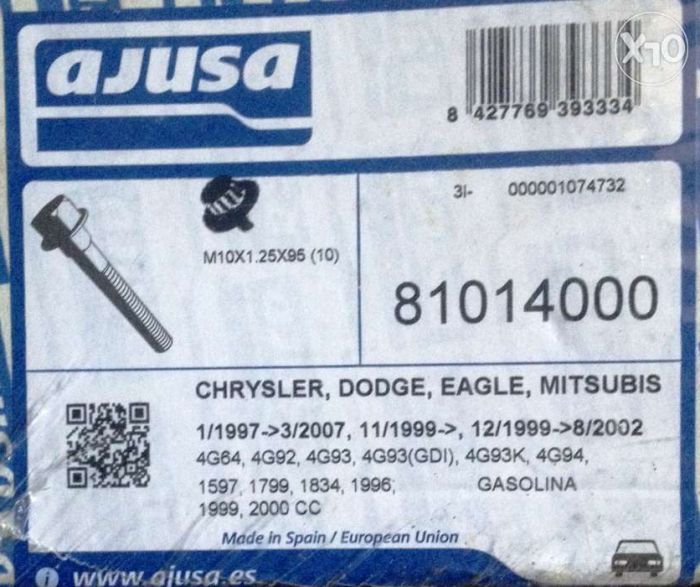 ajusa
8 427769 393334
OLX
3I- 000001074732
M10X1.25X95 (10)
81014000
CHRYSLER, DODGE, EAGLE, MITSUBIS
1/1997->3/2007, 11/1999->, 12/1999->8/2002
4G64, 4G92, 4G93, 4G93(GDI), 4G93K, 4G94,
1597, 1799, 1834, 1996, GASOLINA
1999, 2000 CC
Made in Spain / European Union
www.ajusa.es